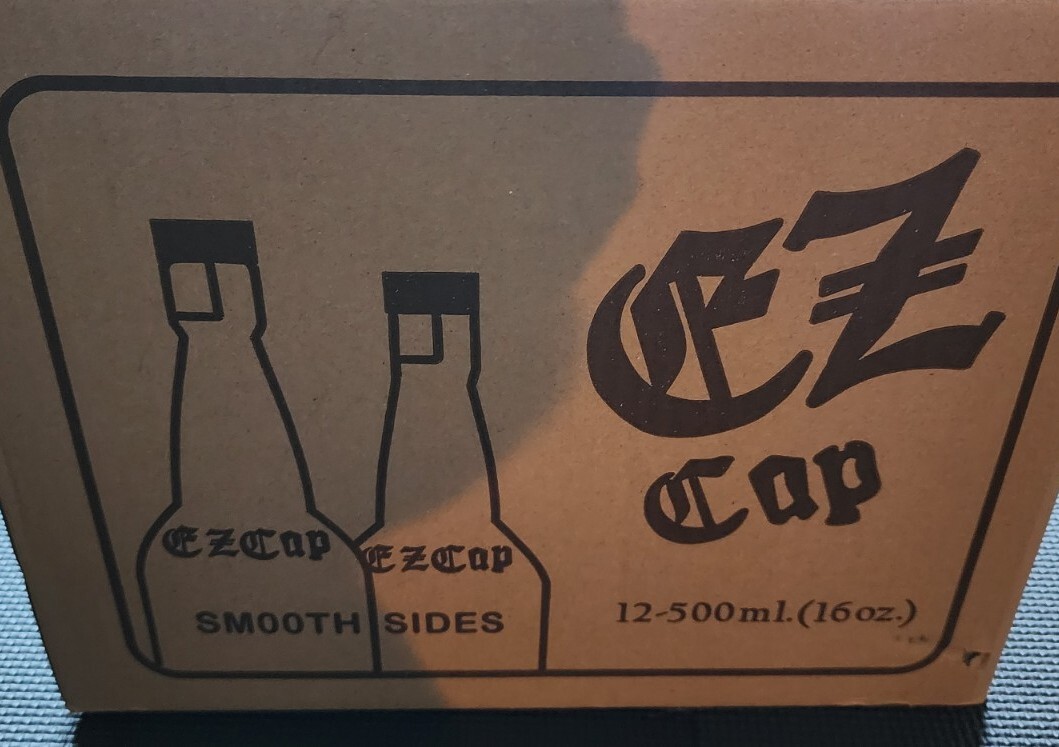 EZ
Cap
EZCap
EZCap
SMOOTH SIDES
12-500ml.(16oz.)